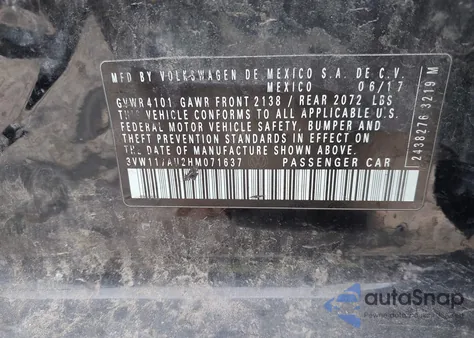 MFD BY VOLKSWAGEN DE MEXICO S.A. DE C.V.
MEXICO 06/17
GVWR 4101 GAWR FRONT 2138 / REAR 2072 LBS
THIS VEHICLE CONFORMS TO ALL APPLICABLE U.S.
FEDERAL MOTOR VEHICLE SAFETY, BUMPER AND
THEFT PREVENTION STANDARDS IN EFFECT ON
THE DATE OF MANUFACTURE SHOWN ABOVE.
PASSENGER CAR
2438276 3219 M
autoSnap